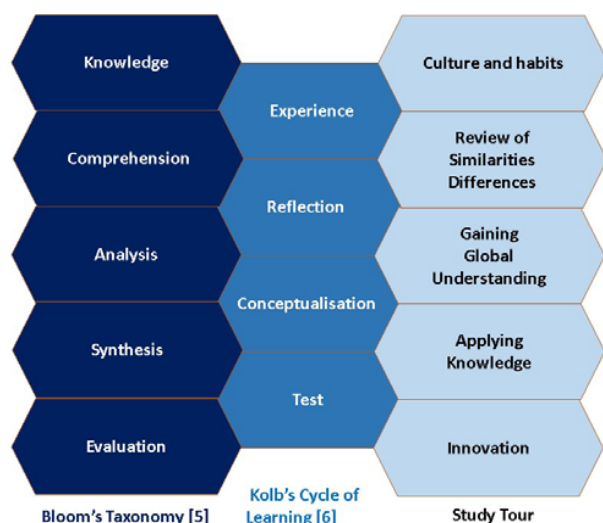 Knowledge
Comprehension
Analysis
Synthesis
Evaluation
Bloom's Taxonomy [5]
Experience
Reflection
Conceptualisation
Test
Kolb's Cycle of
Learning [6]
Culture and habits
Review of
Similarities
Differences
Gaining
Global
Understanding
Applying
Knowledge
Innovation
Study Tour